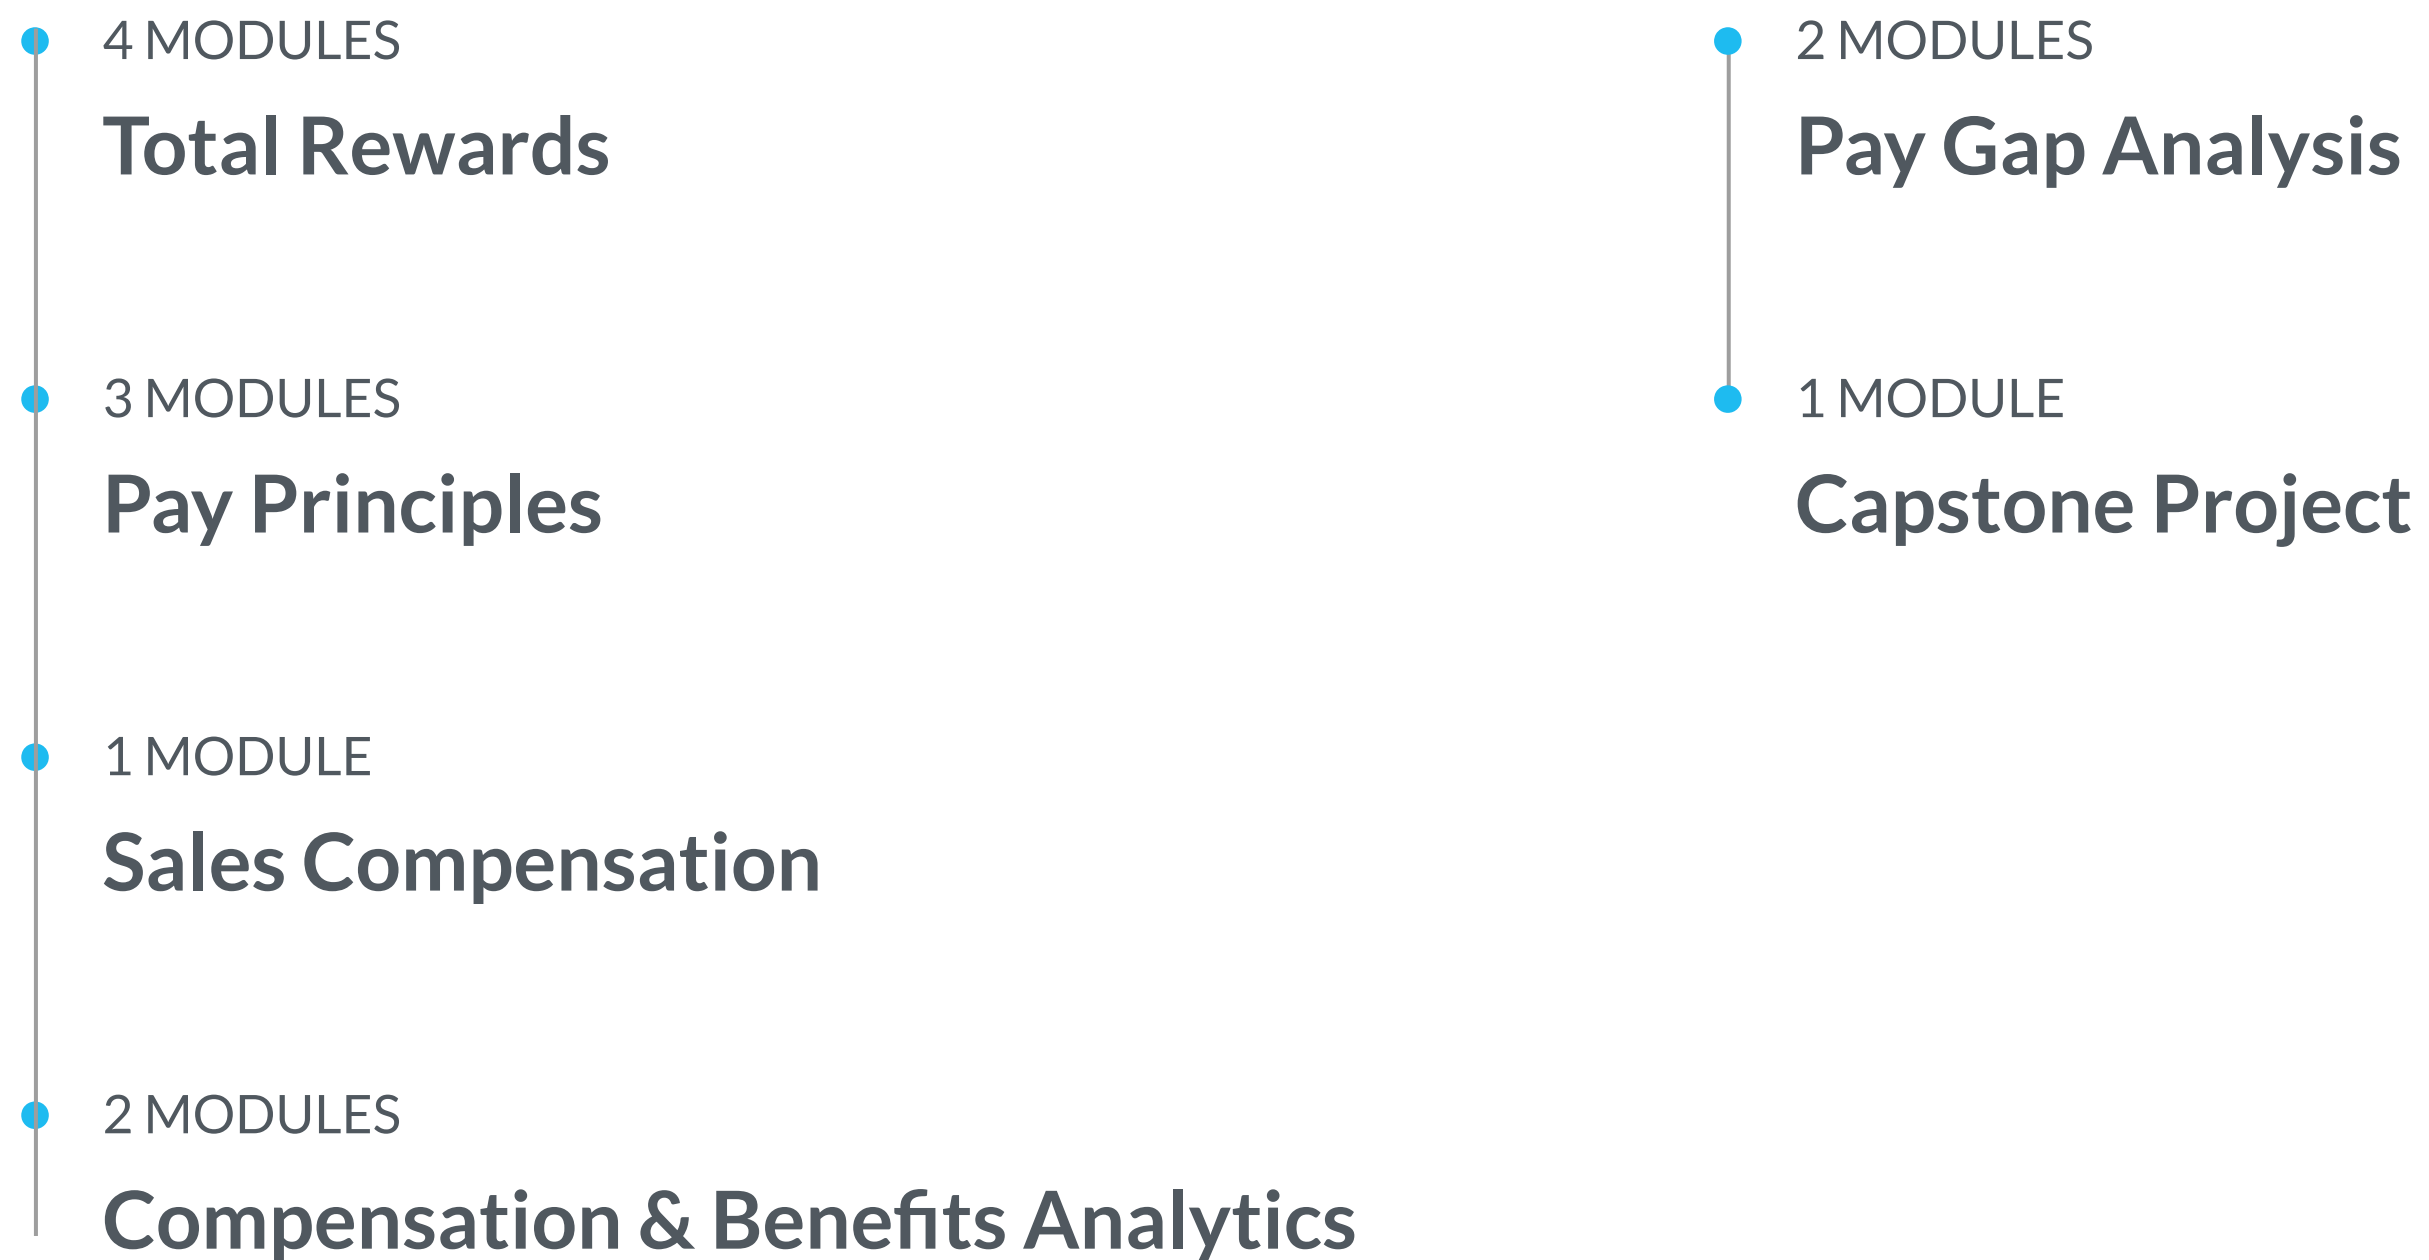 4 MODULES
Total Rewards
3 MODULES
Pay Principles
1 MODULE
Sales Compensation
2 MODULES
Compensation & Benefits Analytics
2 MODULES
Pay Gap Analysis
1 MODULE
Capstone Project